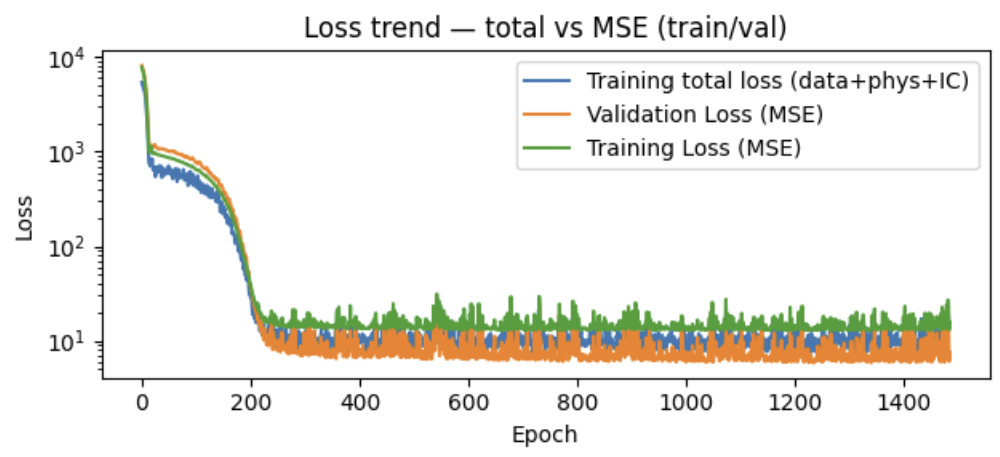 Loss trend — total vs MSE (train/val)
Training total loss (data+phys+IC)
Validation Loss (MSE)
Training Loss (MSE)
10⁴
10³
10²
10¹
Loss
0 200 400 600 800 1000 1200 1400
Epoch